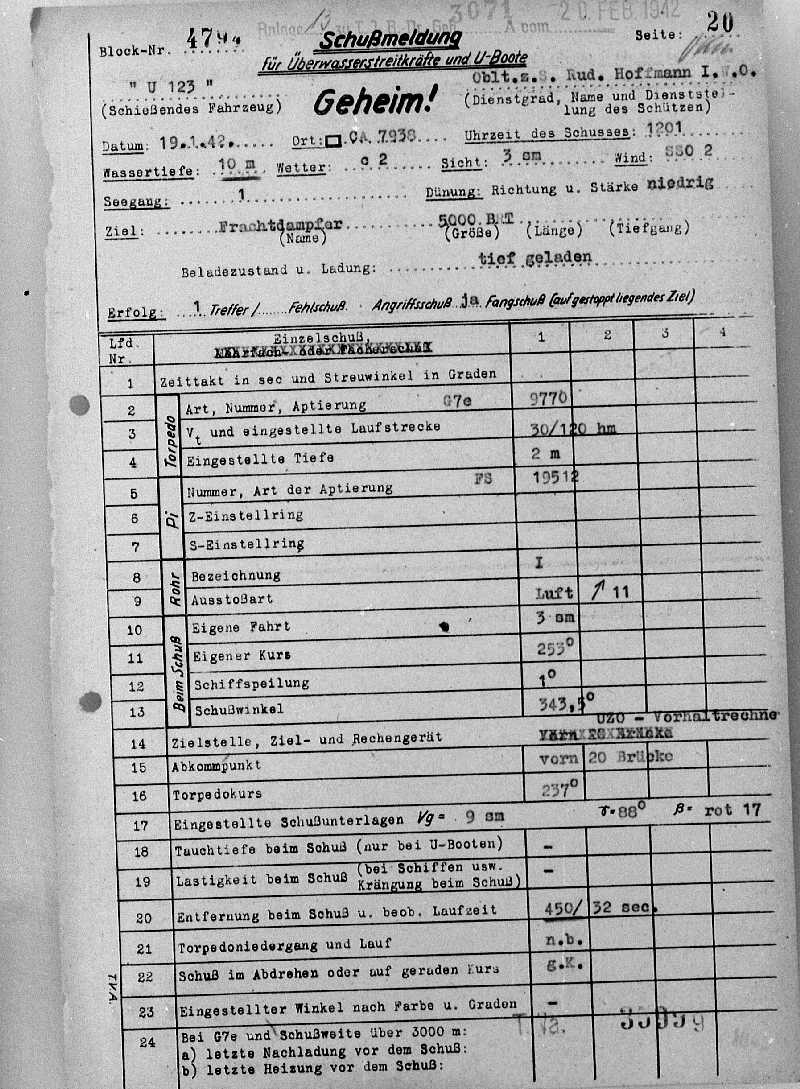 3071 A com 20 FEB 1942
Block-Nr. Schußmeldung Seite: 20
für Überwasserstreitkräfte und U-Boote
" U 123 " Oblt.z.S. Rud. Hoffmann I.W.O.
(Schießendes Fahrzeug) Geheim! (Dienstgrad, Name und Dienststel-
lung des Schützen)
Datum: 19.1.42. Ort: CA 7938 Uhrzeit des Schusses: 1201
Wassertiefe: 10 m Wetter: c 2 Sicht: 3 sm Wind: SSO 2
Seegang: 1 Dünung: Richtung u. Stärke niedrig
Ziel: Frachtdampfer 5000 BRT
(Name) (Größe) (Länge) (Tiefgang)
Beladezustand u. Ladung: tief geladen
Erfolg: 1 Treffer / Fehlschuß. Angriffsschuß ja Fangschuß (auf gestoppt liegendes Ziel)
Lfd. Nr. Einzelschuß, Mehrfach- oder Fächerschuß 1 2 3 4
1 Zeittakt in sec und Streuwinkel in Graden
Torpedo
2 Art, Nummer, Aptierung G7e 9770
3 Vt und eingestellte Laufstrecke 30/120 hm
4 Eingestellte Tiefe 2 m
Pi
5 Nummer, Art der Aptierung FS 19512
6 Z-Einstellring
7 S-Einstellring
Rohr
8 Bezeichnung I
9 Ausstoßart Luft ↑ 11
Beim Schuß
10 Eigene Fahrt 3 sm
11 Eigener Kurs 253°
12 Schiffspeilung 1°
13 Schußwinkel 343,5°
14 Zielstelle, Ziel- und Rechengerät UZO - Vorhaltrechne
15 Abkommpunkt vorn 20 Brücke
16 Torpedokurs 237°
17 Eingestellte Schußunterlagen Vg= 9 sm γ=88° β= rot 17
18 Tauchtiefe beim Schuß (nur bei U-Booten) -
19 Lastigkeit beim Schuß (bei Schiffen usw. Krängung beim Schuß) -
20 Entfernung beim Schuß u. beob. Laufzeit 450/ 32 sec.
21 Torpedoniedergang und Lauf n.b.
22 Schuß im Abdrehen oder auf geraden Kurs g.K.
23 Eingestellter Winkel nach Farbe u. Graden -
T.V.A.
24 Bei G7e und Schußweite über 3000 m: T.Va.
a) letzte Nachladung vor dem Schuß:
b) letzte Heizung vor dem Schuß: